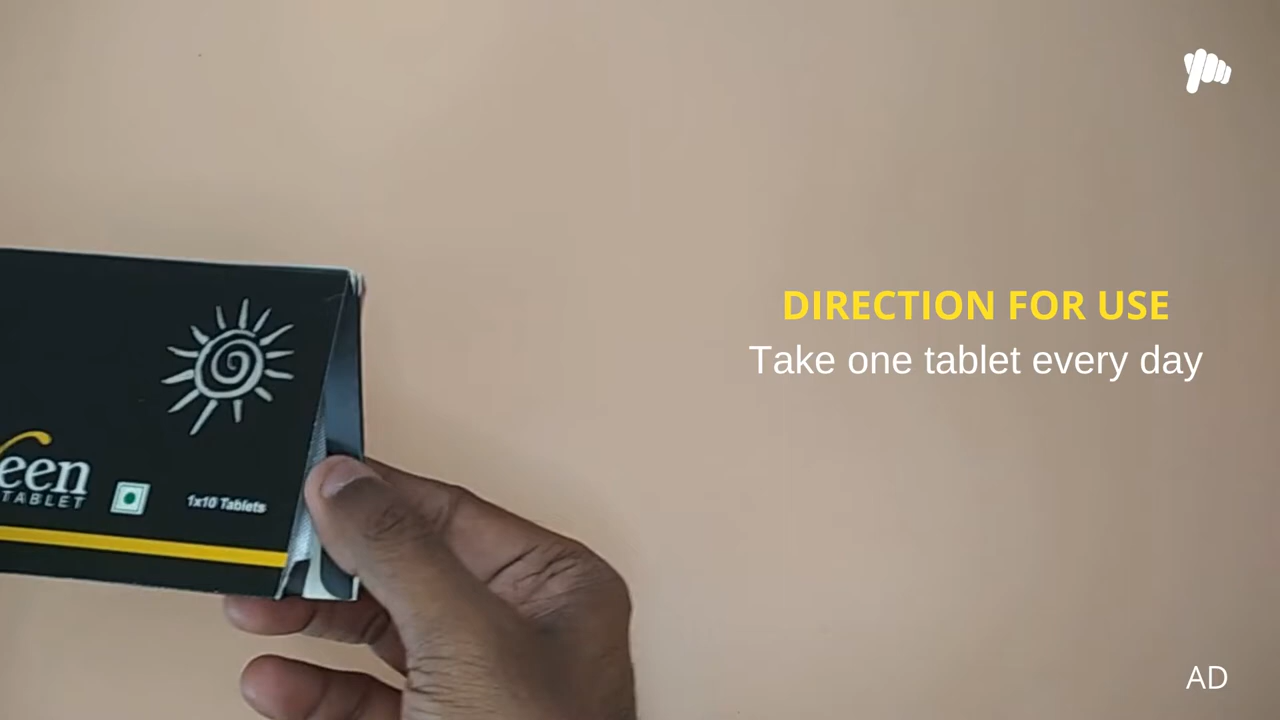 DIRECTION FOR USE
Take one tablet every day
een
TABLET
1x10 Tablets
AD